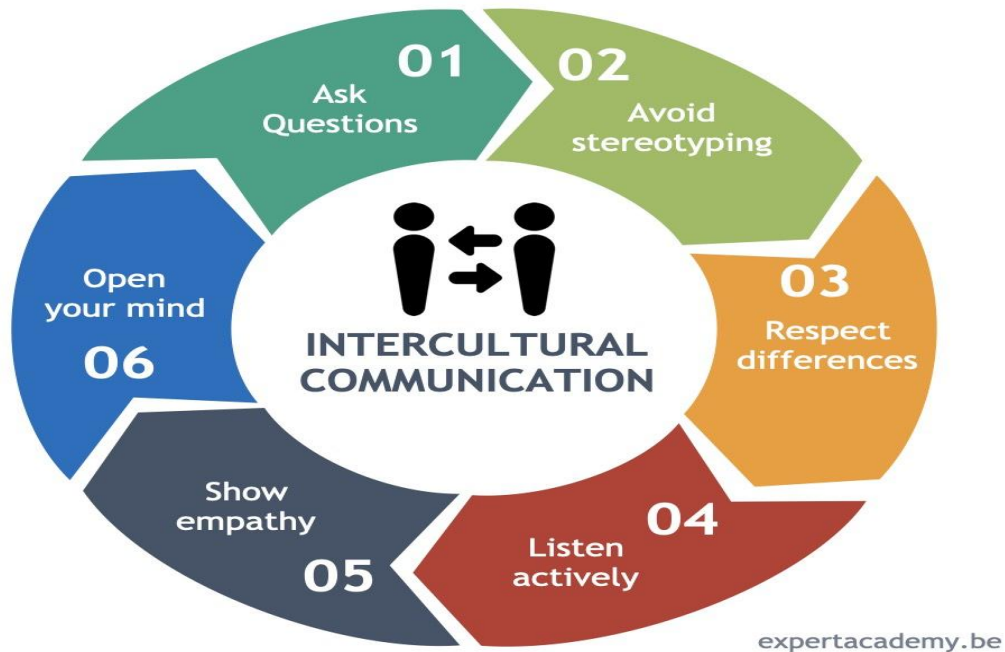 01
Ask
Questions
02
Avoid
stereotyping
03
Respect
differences
04
Listen
actively
05
Show
empathy
06
Open
your mind
INTERCULTURAL
COMMUNICATION
expertacademy.be